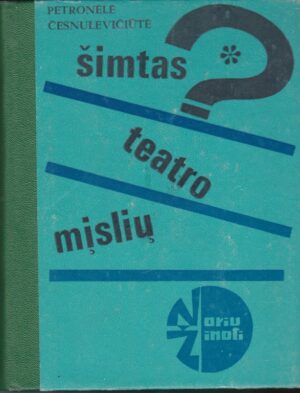 PETRONĖLĖ
ČESNULEVIČIŪTĖ
šimtas
?
*
teatro
mįslių
Noriu
Žinoti